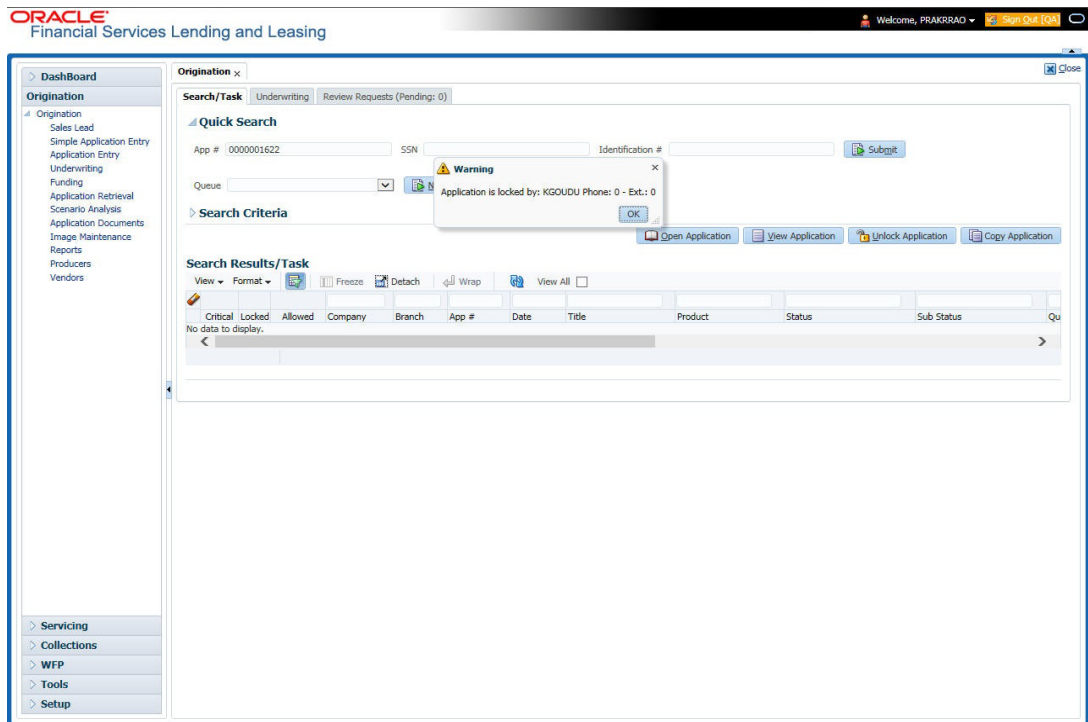 ORACLE
Financial Services Lending and Leasing
Welcome, PRAKRRAO
Sign Out [QA]
Close
DashBoard
Origination
Origination
Sales Lead
Simple Application Entry
Application Entry
Underwriting
Funding
Application Retrieval
Scenario Analysis
Application Documents
Image Maintenance
Reports
Producers
Vendors
Servicing
Collections
WFP
Tools
Setup
Origination
Search/Task Underwriting Review Requests (Pending: 0)
Quick Search
App # 0000001622 SSN Identification # Submit
Queue
Warning
Application is locked by: KGOUDU Phone: 0 - Ext.: 0
OK
Search Criteria
Open Application View Application Unlock Application Copy Application
Search Results/Task
View Format Freeze Detach Wrap View All
Critical Locked Allowed Company Branch App # Date Title Product Status Sub Status
No data to display.